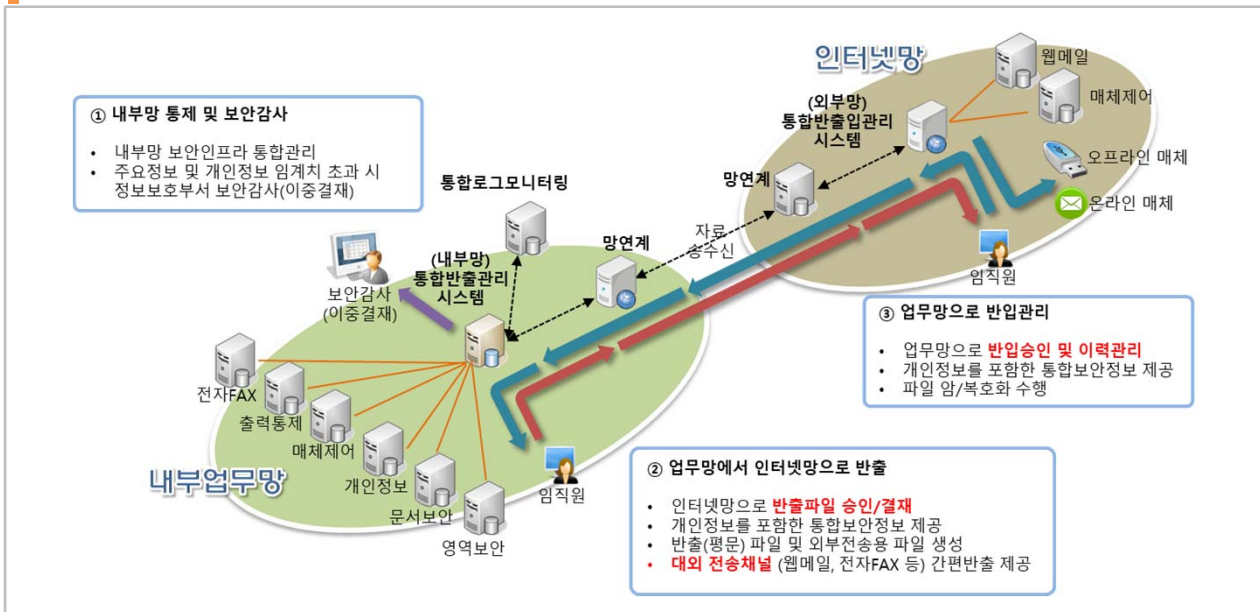 인터넷망
웹메일
매체제어
(외부망)
통합반출입관리
시스템
오프라인 매체
온라인 매체
망연계
임직원
① 내부망 통제 및 보안감사
• 내부망 보안인프라 통합관리
• 주요정보 및 개인정보 임계치 초과 시
정보보호부서 보안감사(이중결재)
통합로그모니터링
망연계
자료
송수신
(내부망)
통합반출관리
시스템
보안감사
(이중결재)
전자FAX
출력통제
매체제어
개인정보
문서보안
영역보안
임직원
내부업무망
③ 업무망으로 반입관리
• 업무망으로 반입승인 및 이력관리
• 개인정보를 포함한 통합보안정보 제공
• 파일 암/복호화 수행
② 업무망에서 인터넷망으로 반출
• 인터넷망으로 반출파일 승인/결재
• 개인정보를 포함한 통합보안정보 제공
• 반출(평문) 파일 및 외부전송용 파일 생성
• 대외 전송채널 (웹메일, 전자FAX 등) 간편반출 제공